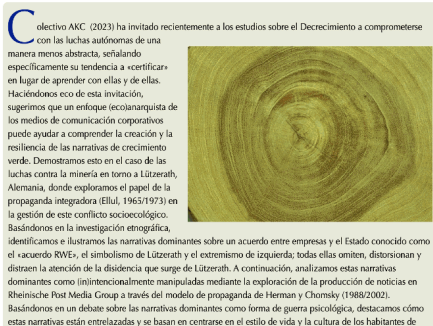 Colectivo AKC (2023) ha invitado recientemente a los estudios sobre el Decrecimiento a comprometerse
con las luchas autónomas de una
manera menos abstracta, señalando
específicamente su tendencia a «certificar»
en lugar de aprender con ellas y de ellas.
Haciéndonos eco de esta invitación,
sugerimos que un enfoque (eco)anarquista de
los medios de comunicación corporativos
puede ayudar a comprender la creación y la
resiliencia de las narrativas de crecimiento
verde. Demostramos esto en el caso de las
luchas contra la minería en torno a Lützerath,
Alemania, donde exploramos el papel de la
propaganda integradora (Ellul, 1965/1973) en
la gestión de este conflicto socioecológico.
Basándonos en la investigación etnográfica,
identificamos e ilustramos las narrativas dominantes sobre un acuerdo entre empresas y el Estado conocido como
el «acuerdo RWE», el simbolismo de Lützerath y el extremismo de izquierda; todas ellas omiten, distorsionan y
distraen la atención de la disidencia que surge de Lützerath. A continuación, analizamos estas narrativas
dominantes como (in)intencionalmente manipuladas mediante la exploración de la producción de noticias en
Rheinische Post Media Group a través del modelo de propaganda de Herman y Chomsky (1988/2002).
Basándonos en un debate sobre las narrativas dominantes como forma de guerra psicológica, destacamos cómo
estas narrativas están entrelazadas y se basan en centrarse en el estilo de vida y la cultura de los habitantes de